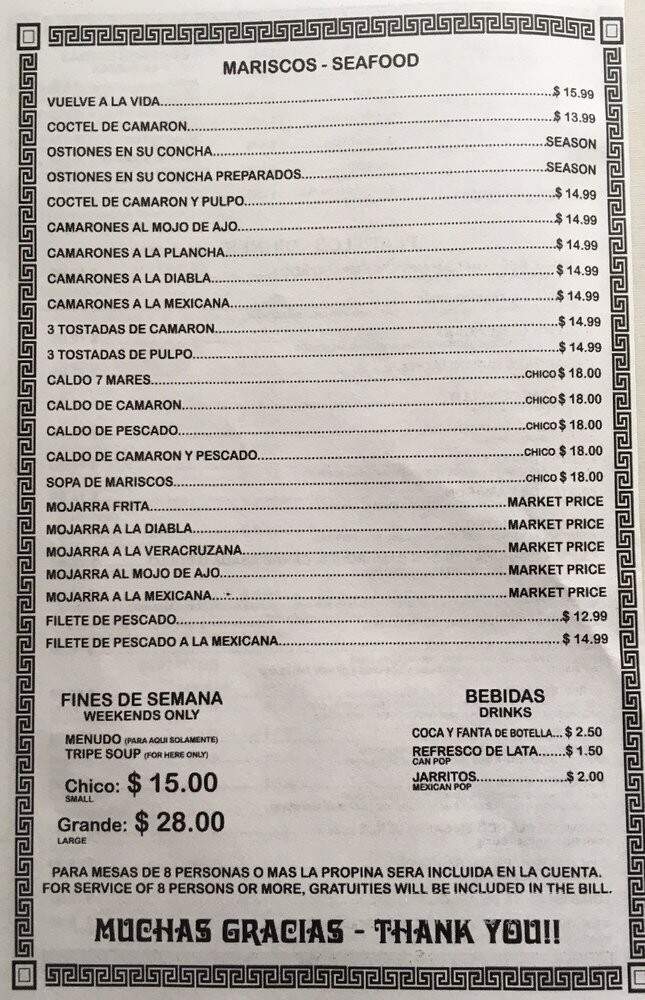 MARISCOS - SEAFOOD
VUELVE A LA VIDA..........$ 15.99
COCTEL DE CAMARON..........$ 13.99
OSTIONES EN SU CONCHA..........SEASON
OSTIONES EN SU CONCHA PREPARADOS..........SEASON
COCTEL DE CAMARON Y PULPO..........$ 14.99
CAMARONES AL MOJO DE AJO..........$ 14.99
CAMARONES A LA PLANCHA..........$ 14.99
CAMARONES A LA DIABLA..........$ 14.99
CAMARONES A LA MEXICANA..........$ 14.99
3 TOSTADAS DE CAMARON..........$ 14.99
3 TOSTADAS DE PULPO..........$ 14.99
CALDO 7 MARES..........CHICO $ 18.00
CALDO DE CAMARON..........CHICO $ 18.00
CALDO DE PESCADO..........CHICO $ 18.00
CALDO DE CAMARON Y PESCADO..........CHICO $ 18.00
SOPA DE MARISCOS..........CHICO $ 18.00
MOJARRA FRITA..........MARKET PRICE
MOJARRA A LA DIABLA..........MARKET PRICE
MOJARRA A LA VERACRUZANA..........MARKET PRICE
MOJARRA AL MOJO DE AJO..........MARKET PRICE
MOJARRA A LA MEXICANA..........MARKET PRICE
FILETE DE PESCADO..........$ 12.99
FILETE DE PESCADO A LA MEXICANA..........$ 14.99
FINES DE SEMANA
WEEKENDS ONLY
MENUDO (PARA AQUI SOLAMENTE)
TRIPE SOUP (FOR HERE ONLY)
Chico: $ 15.00
SMALL
Grande: $ 28.00
LARGE
BEBIDAS
DRINKS
COCA Y FANTA DE BOTELLA... $ 2.50
REFRESCO DE LATA.......$ 1.50
CAN POP
JARRITOS..........$ 2.00
MEXICAN POP
PARA MESAS DE 8 PERSONAS O MAS LA PROPINA SERA INCLUIDA EN LA CUENTA.
FOR SERVICE OF 8 PERSONS OR MORE, GRATUITIES WILL BE INCLUDED IN THE BILL.
MUCHAS GRACIAS - THANK YOU!!